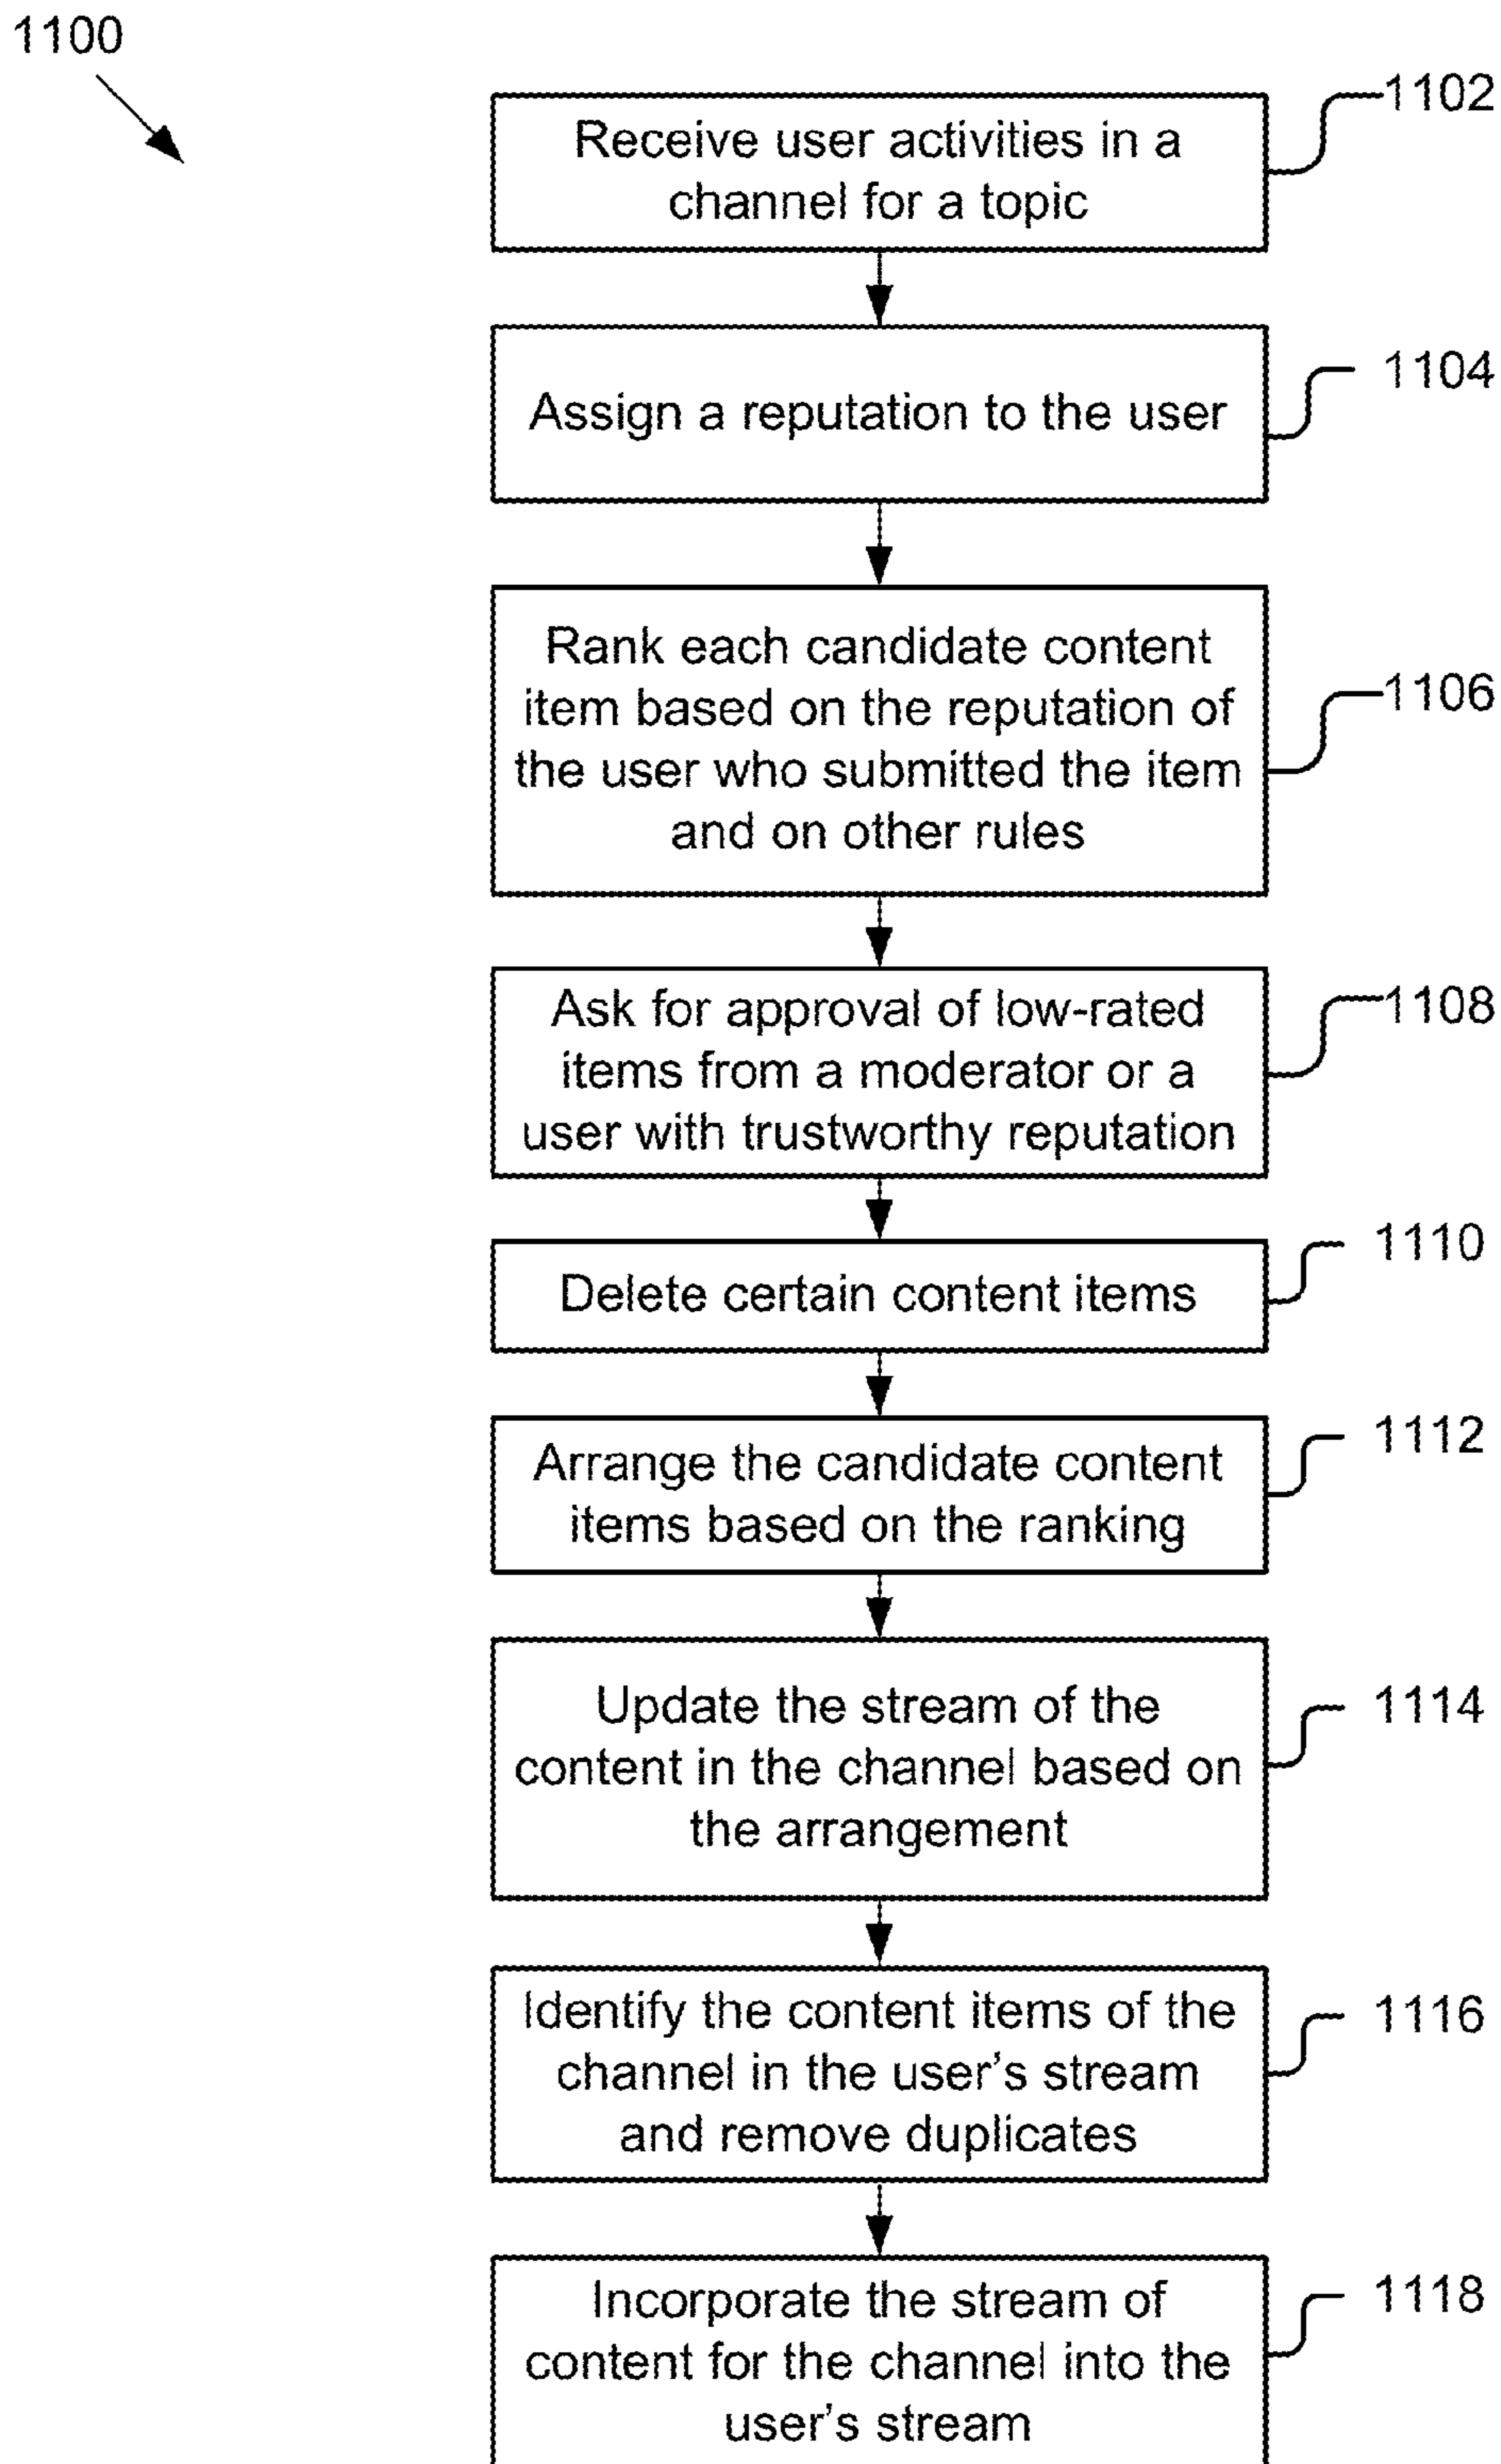 1100
1102
Receive user activities in a
channel for a topic
1104
Assign a reputation to the user
Rank each candidate content
item based on the reputation of
the user who submitted the item
and on other rules
1106
Ask for approval of low-rated
items from a moderator or a
user with trustworthy reputation
1108
1110
Delete certain content items
1112
Arrange the candidate content
items based on the ranking
Update the stream of the
content in the channel based on
the arrangement
1114
Identify the content items of the
channel in the user's stream
and remove duplicates
1116
Incorporate the stream of
content for the channel into the
user's stream
1118